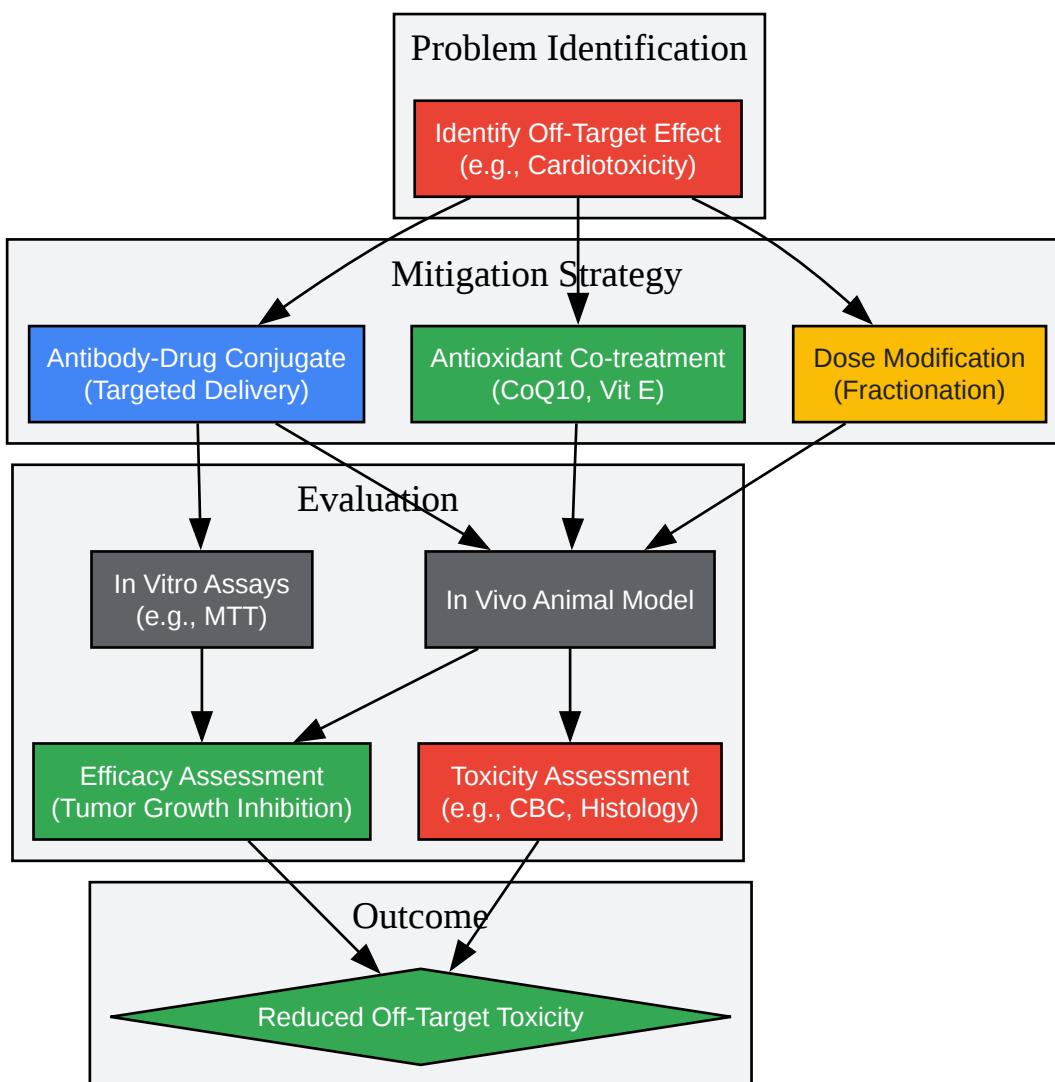 Problem Identification
Identify Off-Target Effect
(e.g., Cardiotoxicity)
Mitigation Strategy
Antibody-Drug Conjugate
(Targeted Delivery)
Antioxidant Co-treatment
(CoQ10, Vit E)
Dose Modification
(Fractionation)
Evaluation
In Vitro Assays
(e.g., MTT)
In Vivo Animal Model
Efficacy Assessment
(Tumor Growth Inhibition)
Toxicity Assessment
(e.g., CBC, Histology)
Outcome
Reduced Off-Target Toxicity